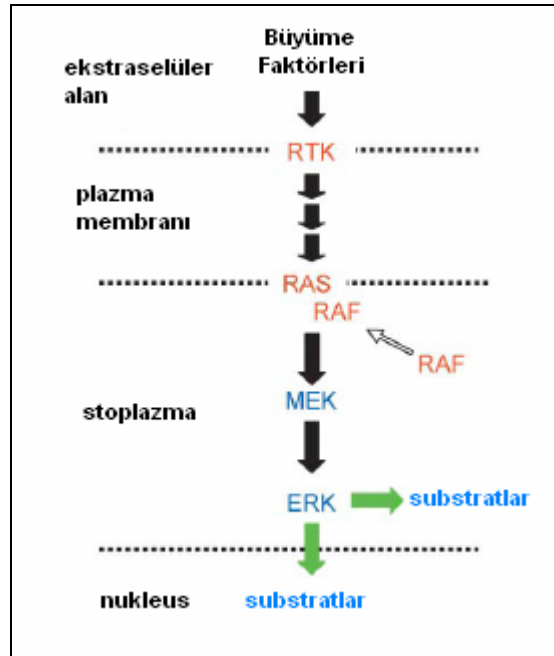 Büyüme
Faktörleri
ekstraselüler
alan
RTK
plazma
membranı
RAS
RAF
RAF
MEK
stoplazma
ERK
substratlar
nukleus
substratlar